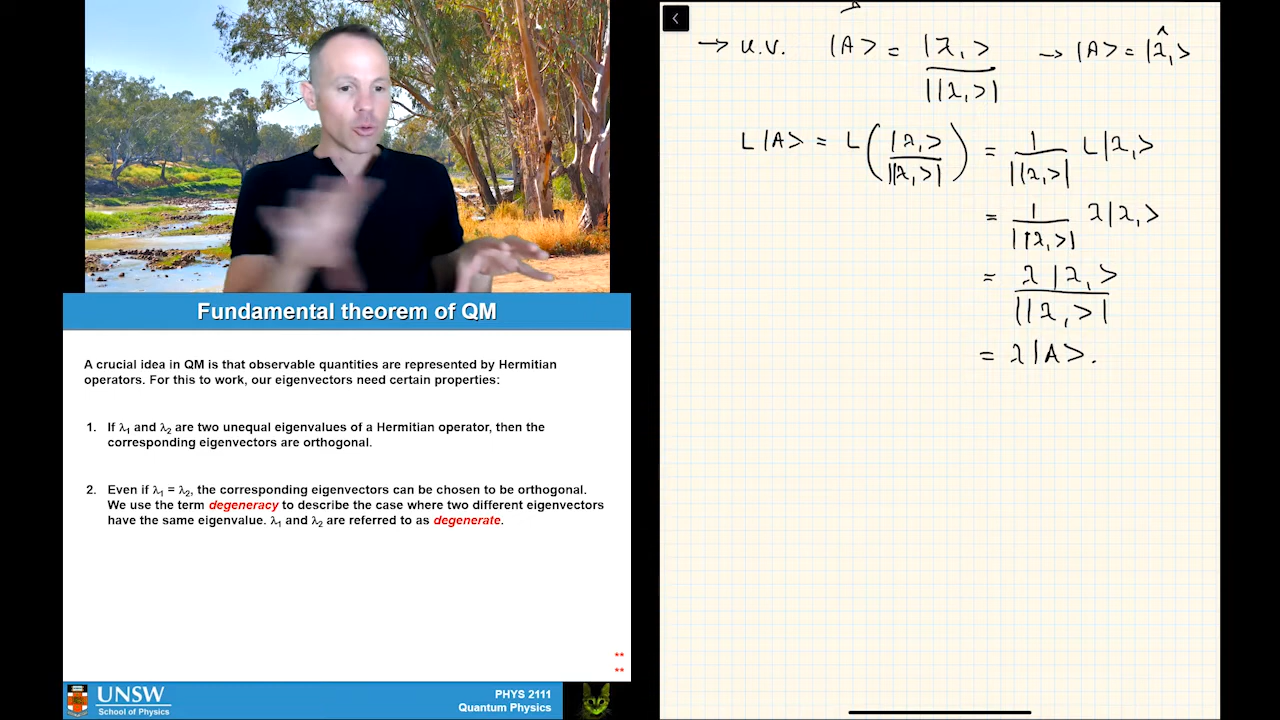 Fundamental theorem of QM
A crucial idea in QM is that observable quantities are represented by Hermitian
operators. For this to work, our eigenvectors need certain properties:
1. If λ₁ and λ₂ are two unequal eigenvalues of a Hermitian operator, then the
corresponding eigenvectors are orthogonal.
2. Even if λ₁ = λ₂, the corresponding eigenvectors can be chosen to be orthogonal.
We use the term degeneracy to describe the case where two different eigenvectors
have the same eigenvalue. λ₁ and λ₂ are referred to as degenerate.
**
**
UNSW
School of Physics
PHYS 2111
Quantum Physics
→ U.V. |A> = |λ₁> / ||λ₁>| → |A> = |λ̂₁>
L|A> = L(|λ₁> / ||λ₁>|) = 1 / ||λ₁>| L|λ₁>
= 1 / ||λ₁>| λ|λ₁>
= λ|λ₁> / ||λ₁>|
= λ|A>.